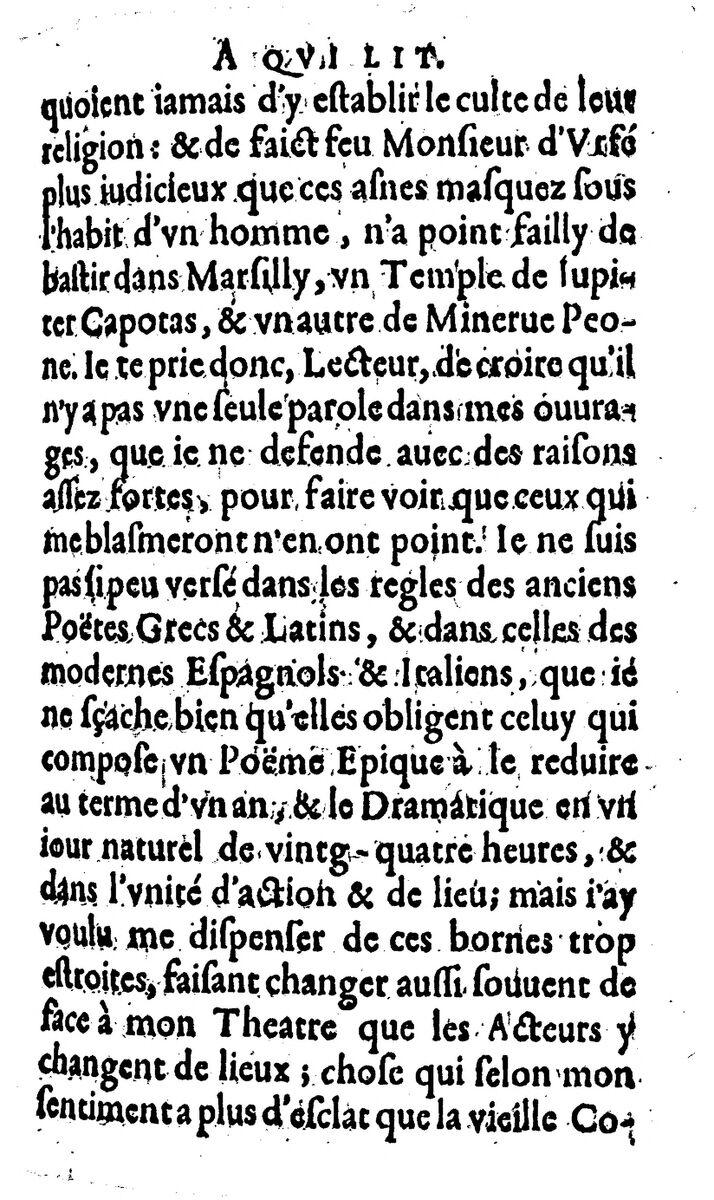 A QVI LIT.
quoient iamais d'y eſtablir le culte de leur
religion : & de faict feu Monſieur d'Vrfé
plus iudicieux que ces aſnes maſquez ſous
l'habit d'vn homme, n'a point failly de
baſtir dans Marſilly, vn Temple de Iupi-
ter Capotas, & vn autre de Minerue Peo-
ne. Ie te prie donc, Lecteur, de croire qu'il
n'y a pas vne ſeule parole dans mes ouura-
ges, que ie ne defende auec des raiſons
aſſez fortes, pour faire voir que ceux qui
me blaſmeront n'en ont point. Ie ne ſuis
pas ſi peu verſé dans les regles des anciens
Poëtes Grecs & Latins, & dans celles des
modernes Eſpagnols & Italiens, que ie
ne ſçache bien qu'elles obligent celuy qui
compoſe vn Poëme Epique à le reduire
au terme d'vn an, & le Dramatique en vn
iour naturel de vintg-quatre heures, &
dans l'vnité d'action & de lieu; mais i'ay
voulu me diſpenſer de ces bornes trop
eſtroites, faiſant changer auſſi ſouuent de
face à mon Theatre que les Acteurs y
changent de lieux ; choſe qui ſelon mon
ſentiment a plus d'eſclat que la vieille Co-